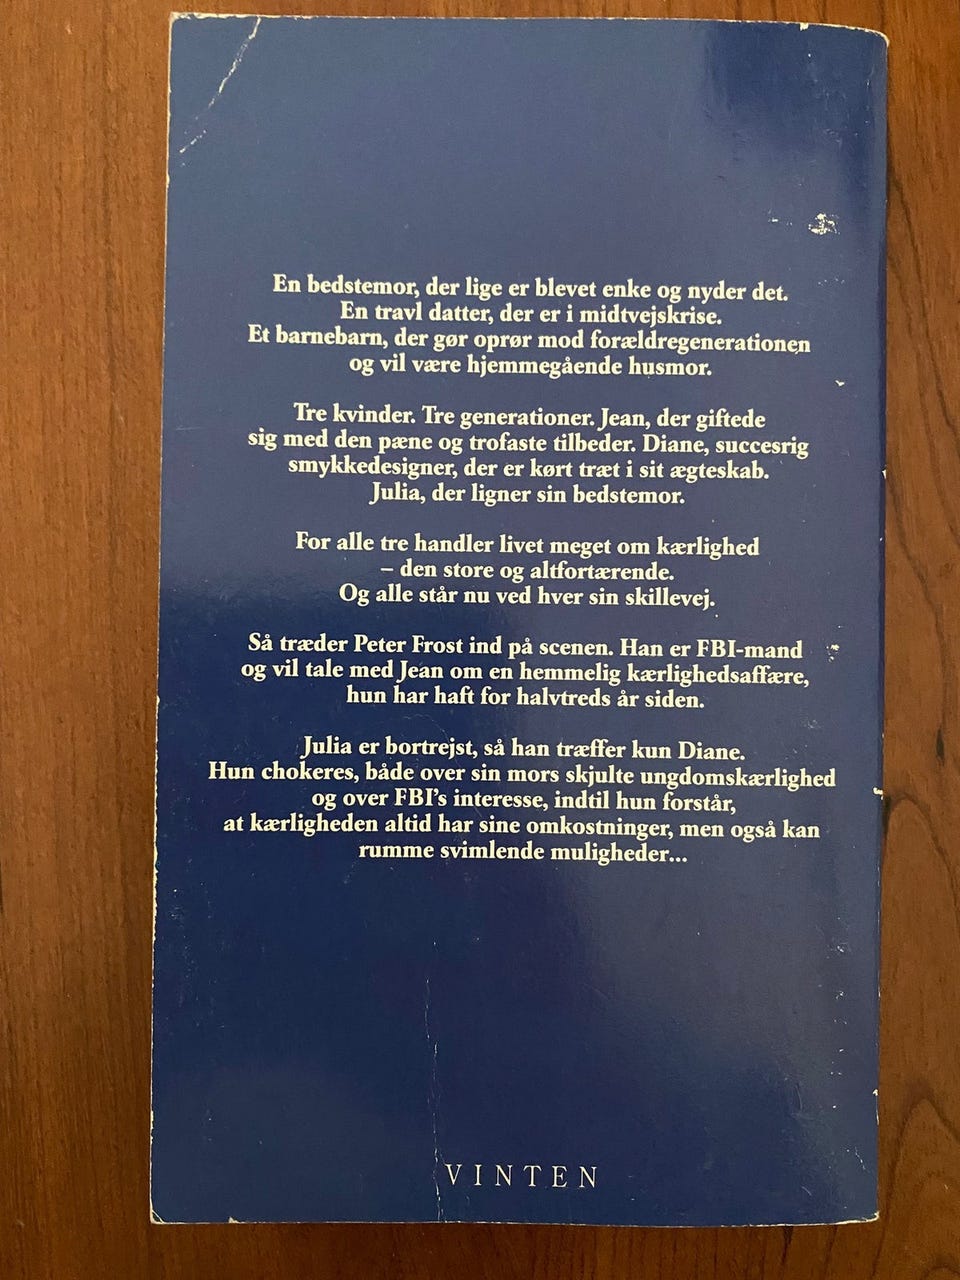 En bedstemor, der lige er blevet enke og nyder det.
En travl datter, der er i midtvejskrise.
Et barnebarn, der gør oprør mod forældregenerationen
og vil være hjemmegående husmor.
Tre kvinder. Tre generationer. Jean, der giftede
sig med den pæne og trofaste tilbeder. Diane, succesrig
smykkedesigner, der er kørt træt i sit ægteskab.
Julia, der ligner sin bedstemor.
For alle tre handler livet meget om kærlighed
– den store og altfortærende.
Og alle står nu ved hver sin skillevej.
Så træder Peter Frost ind på scenen. Han er FBI-mand
og vil tale med Jean om en hemmelig kærlighedsaffære,
hun har haft for halvtreds år siden.
Julia er bortrejst, så han træffer kun Diane.
Hun chokeres, både over sin mors skjulte ungdomskærlighed
og over FBI's interesse, indtil hun forstår,
at kærligheden altid har sine omkostninger, men også kan
rumme svimlende muligheder...
VINTEN